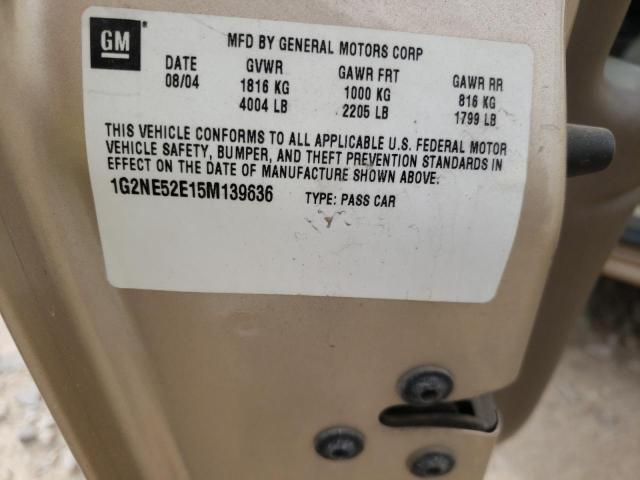 GM
MFD BY GENERAL MOTORS CORP
DATE GVWR GAWR FRT GAWR RR
08/04 1816 KG 1000 KG 816 KG
4004 LB 2205 LB 1799 LB
THIS VEHICLE CONFORMS TO ALL APPLICABLE U.S. FEDERAL MOTOR
VEHICLE SAFETY, BUMPER, AND THEFT PREVENTION STANDARDS IN
EFFECT ON THE DATE OF MANUFACTURE SHOWN ABOVE.
1G2NE52E15M139636 TYPE: PASS CAR